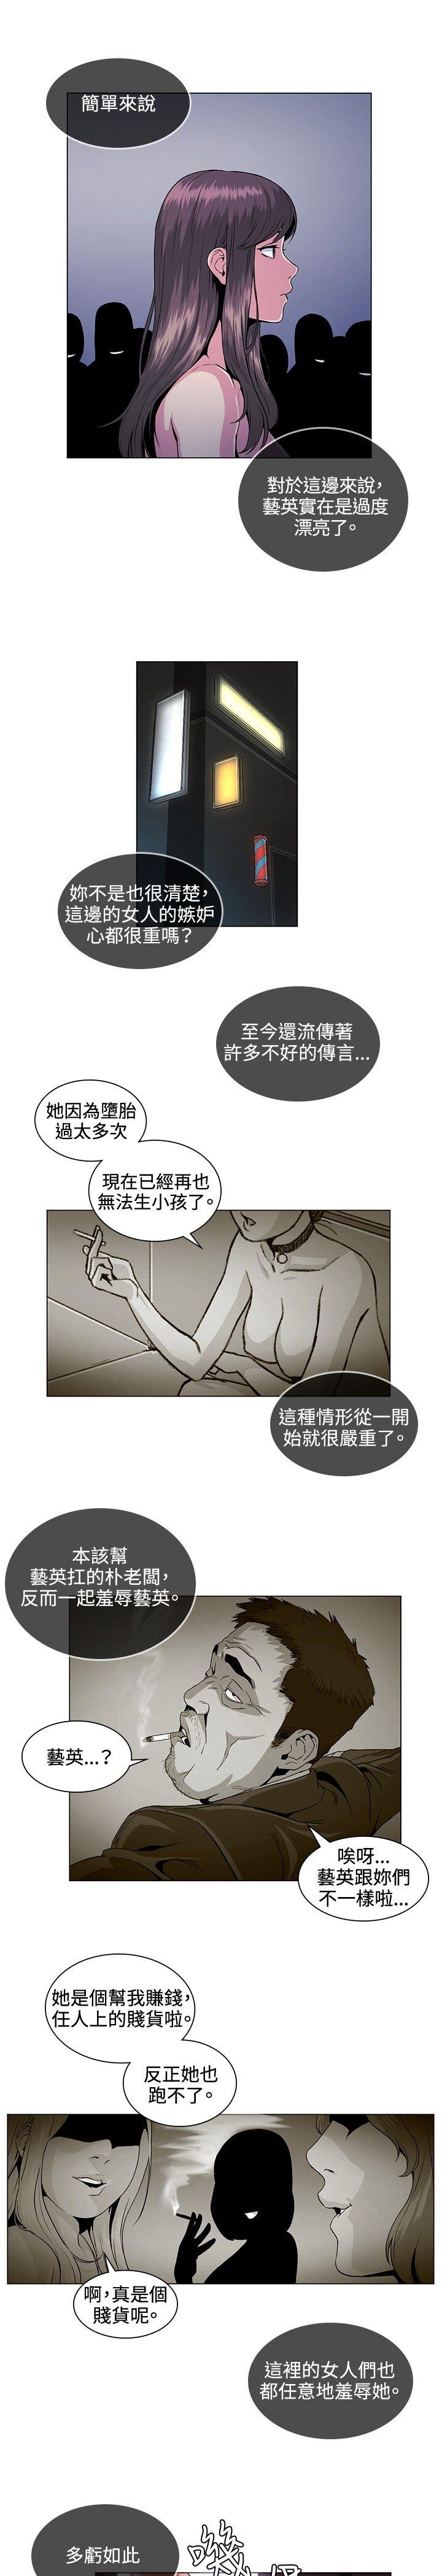 簡單來說
對於這邊來說，
藝英實在是過度
漂亮了。
妳不是也很清楚，
這邊的女人的嫉妒
心都很重嗎？
至今還流傳著
許多不好的傳言...
她因為墮胎
過太多次
現在已經再也
無法生小孩了。
這種情形從一開
始就很嚴重了。
本該幫
藝英扛的朴老闆，
反而一起羞辱藝英。
藝英...？
唉呀...
藝英跟妳們
不一樣啦...
她是個幫我賺錢，
任人上的賤貨啦。
反正她也
跑不了。
啊，真是個
賤貨呢。
這裡的女人們也
都任意地羞辱她。
多虧如此
嘰